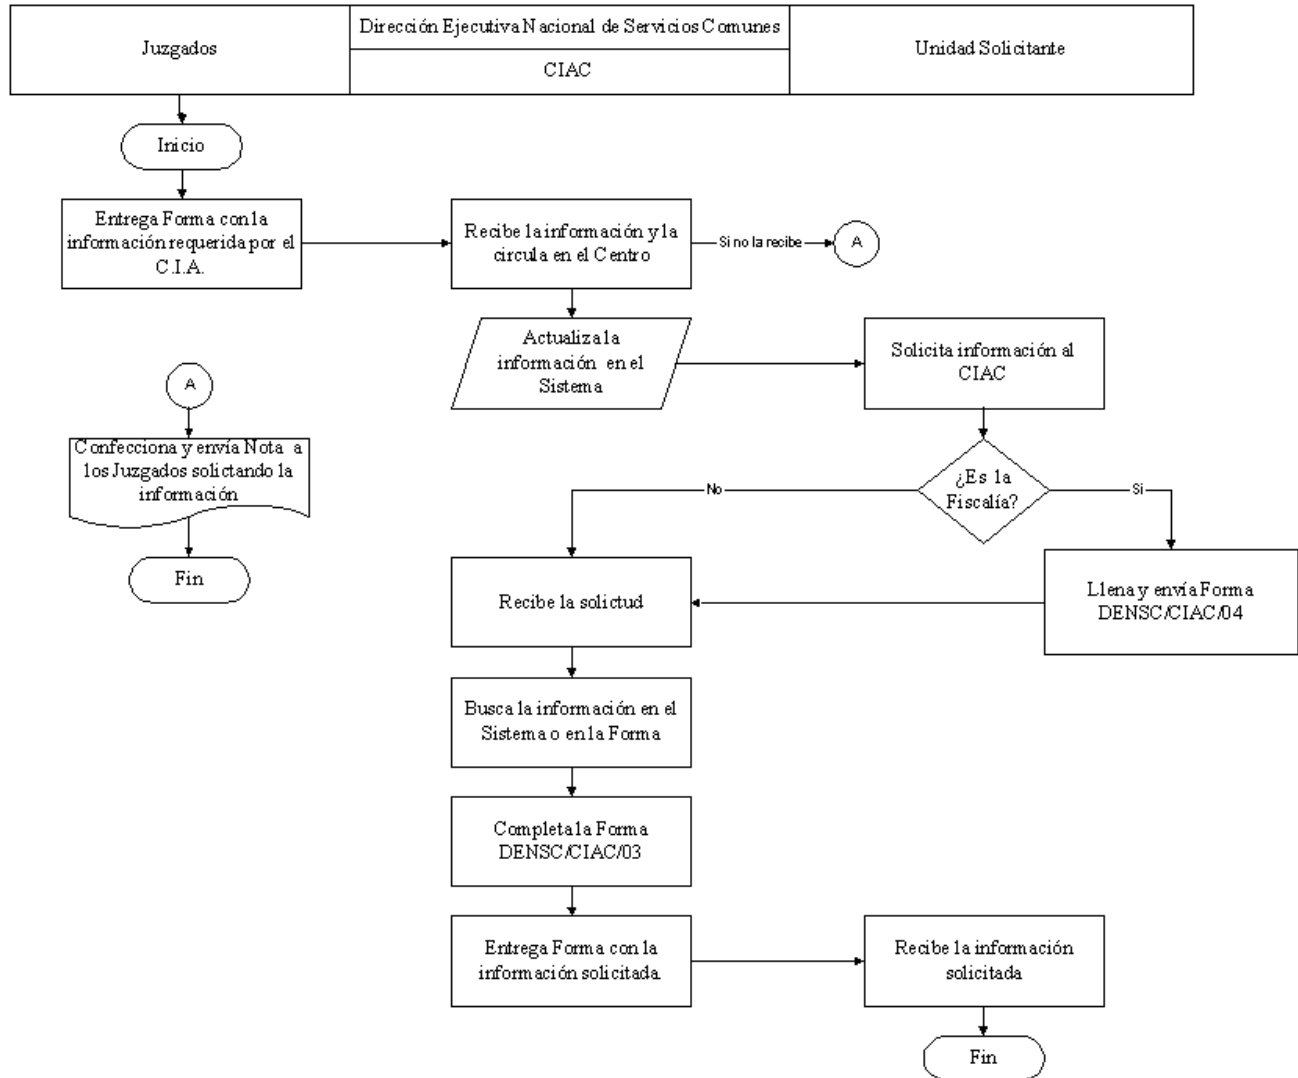 Juzgados
Dirección Ejecutiva Nacional de Servicios Comunes
CIAC
Unidad Solicitante
Inicio
Entrega Forma con la
información requerida por el
C.I.A.
Recibe la información y la
circula en el Centro
Si no la recibe
A
Actualiza la
información en el
Sistema
Solicita información al
CIAC
A
Confecciona y envía Nota a
los Juzgados solictando la
información
Fin
¿Es la
Fiscalía?
No
Si
Llena y envía Forma
DENSC/CIAC/04
Recibe la solictud
Busca la información en el
Sistema o en la Forma
Completa la Forma
DENSC/CIAC/03
Entrega Forma con la
información solicitada
Recibe la información
solicitada
Fin